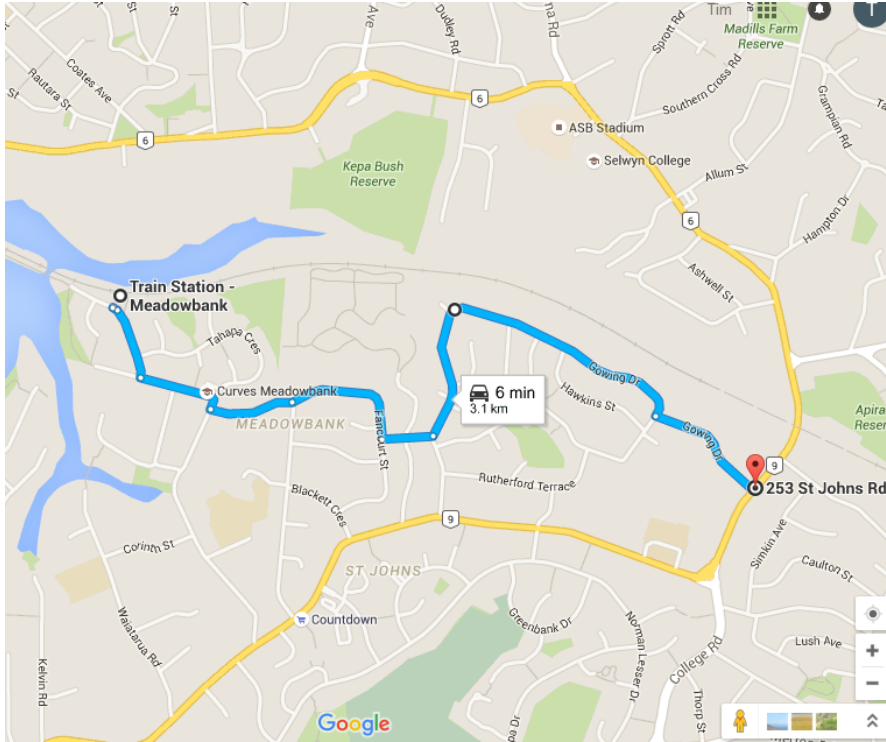 Tim
T
Madills Farm
Reserve
Dudley Rd
Ave
Sprott Rd
Coates Ave
Rautara St
St
6
Southern Cross Rd
Grampian Rd
6
ASB Stadium
Selwyn College
Kepa Bush
Reserve
Allum St
6
Hampton Dr
Ashwell St
Train Station -
Meadowbank
Tahapa Cres
Curves Meadowbank
6 min
3.1 km
Gowing Dr
Hawkins St
MEADOWBANK
Fancourt St
Gowing Dr
Apira
Reser
9
253 St Johns Rd
Rutherford Terrace
Blackett Cres
9
Simkin Ave
Corinth St
ST JOHNS
Caulton St
Countdown
Greenbank Dr
Norman Lesser Dr
Waiatarua Rd
College Rd
Lush Ave
Kelvin Rd
Thorp St
Google